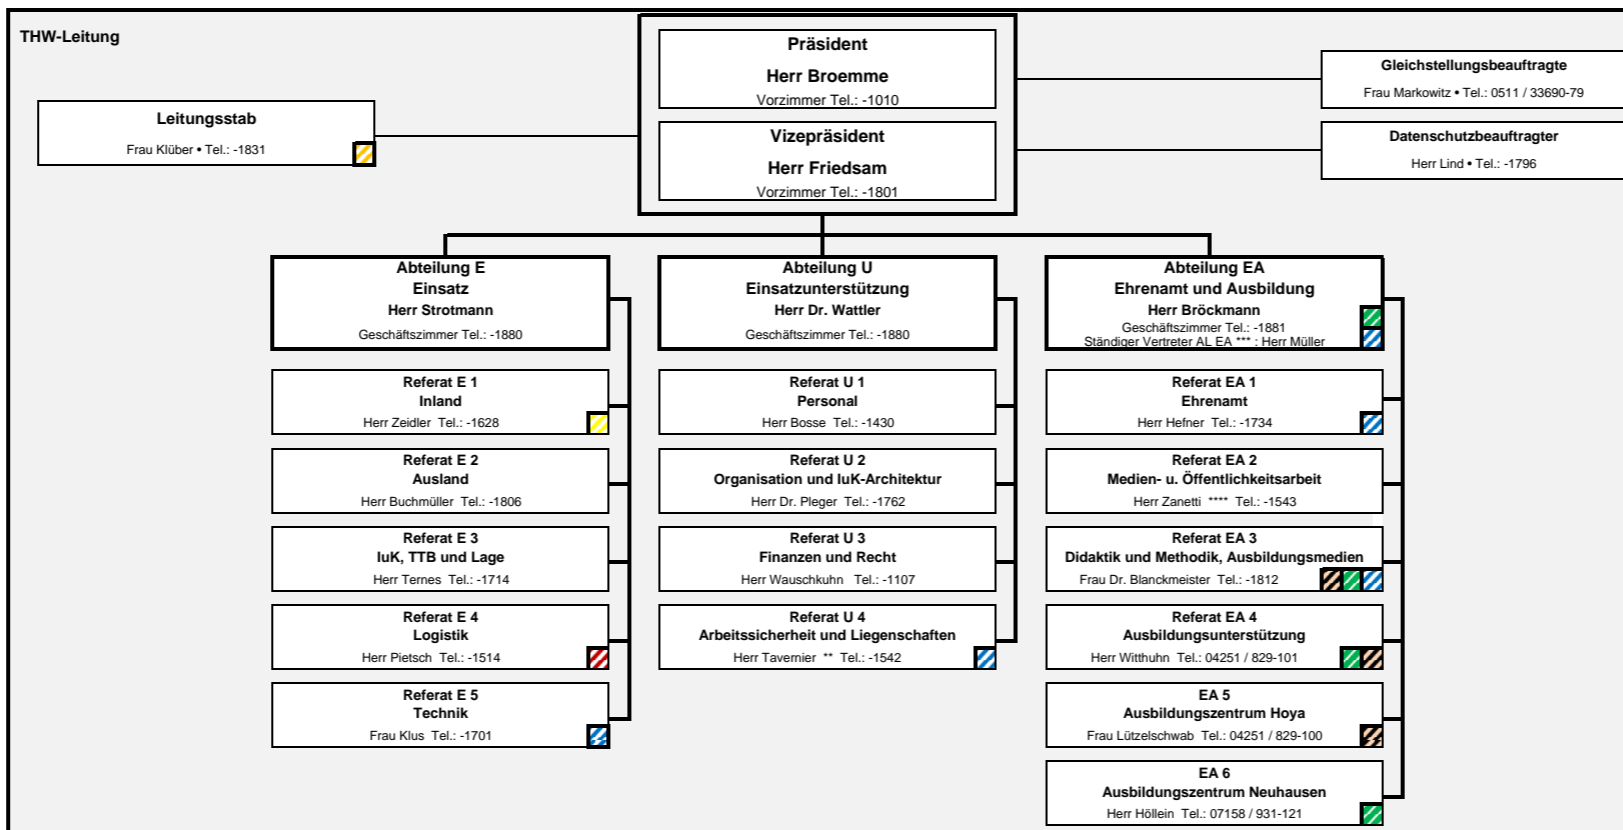 THW-Leitung
Präsident
Herr Broemme
Vorzimmer Tel.: -1010
Vizepräsident
Herr Friedsam
Vorzimmer Tel.: -1801
Leitungsstab
Frau Klüber • Tel.: -1831
Gleichstellungsbeauftragte
Frau Markowitz • Tel.: 0511 / 33690-79
Datenschutzbeauftragter
Herr Lind • Tel.: -1796
Abteilung E
Einsatz
Herr Strotmann
Geschäftszimmer Tel.: -1880
Referat E 1
Inland
Herr Zeidler Tel.: -1628
Referat E 2
Ausland
Herr Buchmüller Tel.: -1806
Referat E 3
IuK, TTB und Lage
Herr Ternes Tel.: -1714
Referat E 4
Logistik
Herr Pietsch Tel.: -1514
Referat E 5
Technik
Frau Klus Tel.: -1701
Abteilung U
Einsatzunterstützung
Herr Dr. Wattler
Geschäftszimmer Tel.: -1880
Referat U 1
Personal
Herr Bosse Tel.: -1430
Referat U 2
Organisation und IuK-Architektur
Herr Dr. Pleger Tel.: -1762
Referat U 3
Finanzen und Recht
Herr Wauschkuhn Tel.: -1107
Referat U 4
Arbeitssicherheit und Liegenschaften
Herr Tavernier ** Tel.: -1542
Abteilung EA
Ehrenamt und Ausbildung
Herr Bröckmann
Geschäftszimmer Tel.: -1881
Ständiger Vertreter AL EA *** : Herr Müller
Referat EA 1
Ehrenamt
Herr Hefner Tel.: -1734
Referat EA 2
Medien- u. Öffentlichkeitsarbeit
Herr Zanetti **** Tel.: -1543
Referat EA 3
Didaktik und Methodik, Ausbildungsmedien
Frau Dr. Blanckmeister Tel.: -1812
Referat EA 4
Ausbildungsunterstützung
Herr Witthuhn Tel.: 04251 / 829-101
EA 5
Ausbildungszentrum Hoya
Frau Lützelschwab Tel.: 04251 / 829-100
EA 6
Ausbildungszentrum Neuhausen
Herr Höllein Tel.: 07158 / 931-121